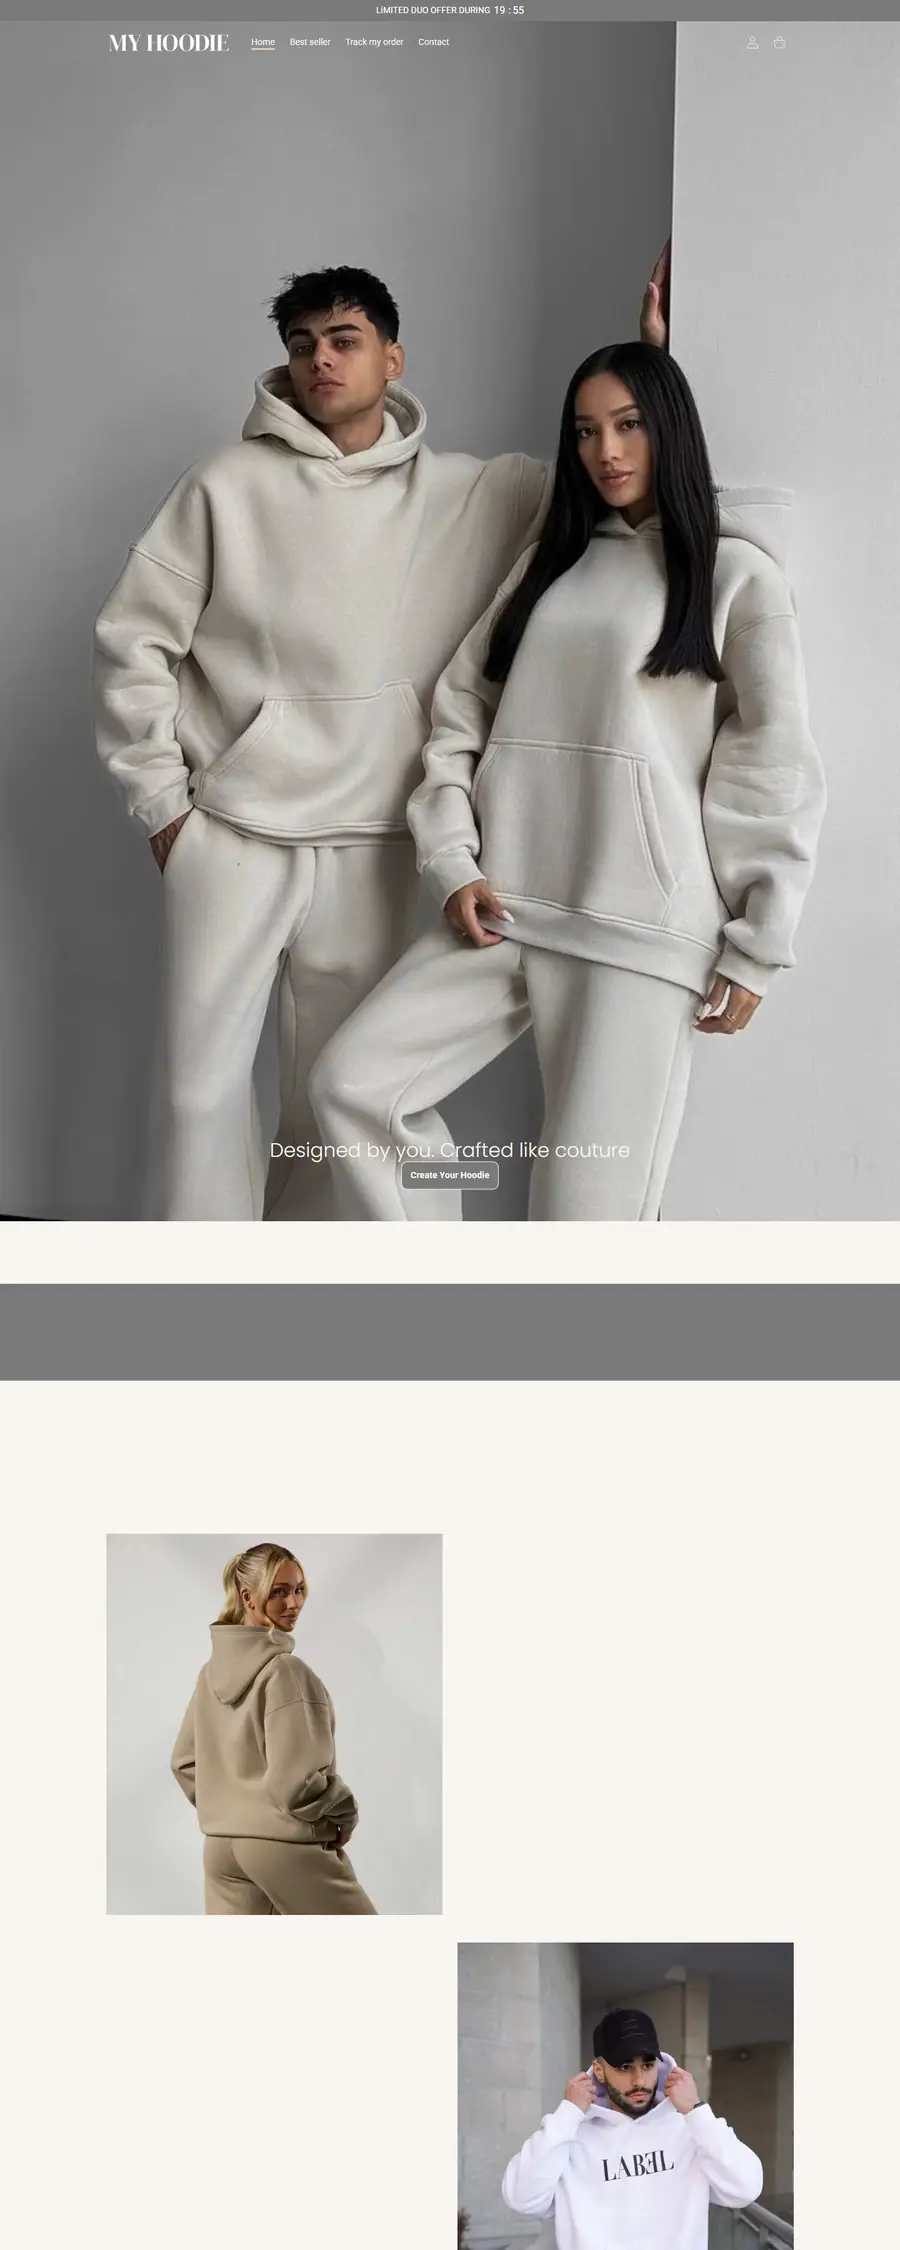 LiMITED DUO OFFER DURING 19 : 55
MY HOODIE
Home Best seller Track my order Contact
Designed by you. Crafted like couture
Create Your Hoodie
LABƎL